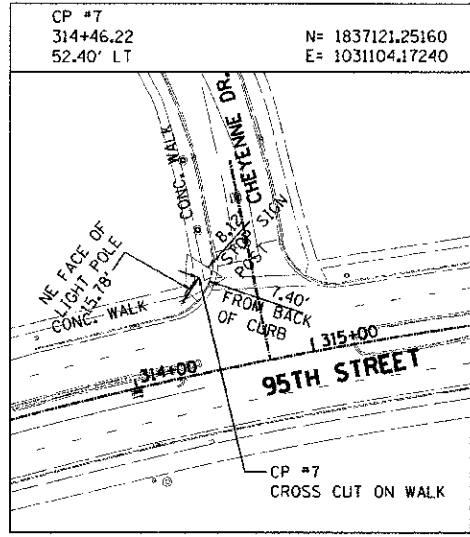 CP #7
314+46.22
52.40' LT
N= 1837121.25160
E= 1031104.17240
CONC. WALK
CHEYENNE DR.
8.12'
STOP SIGN
POST
NE FACE OF
LIGHT POLE
15.78'
CONC. WALK
7.40'
FROM BACK
OF CURB
314+00
315+00
95TH STREET
CP #7
CROSS CUT ON WALK